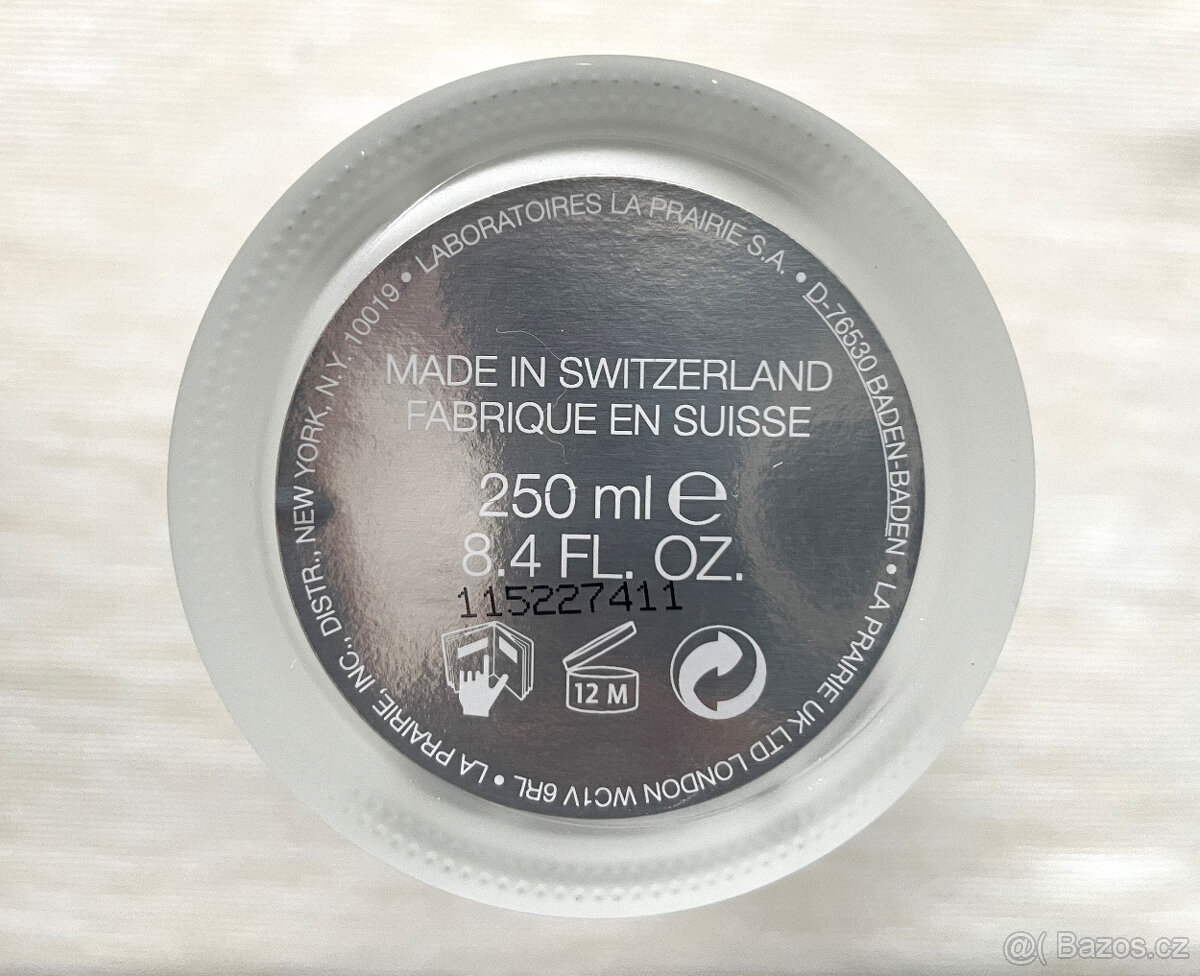 LABORATOIRES LA PRAIRIE S.A. • D-76530 BADEN-BADEN • LA PRAIRIE UK LTD LONDON WC1V 6RL • LA PRAIRIE, INC., DISTR., NEW YORK, N.Y. 10019 •
MADE IN SWITZERLAND
FABRIQUE EN SUISSE
250 ml e
8.4 FL. OZ.
115227411
12 M
@( Bazos.cz